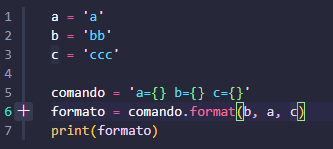 1 a = 'a'
2 b = 'bb'
3 c = 'ccc'
4
5 comando = 'a={} b={} c={}'
6 + formato = comando.format(b, a, c)
7 print(formato)